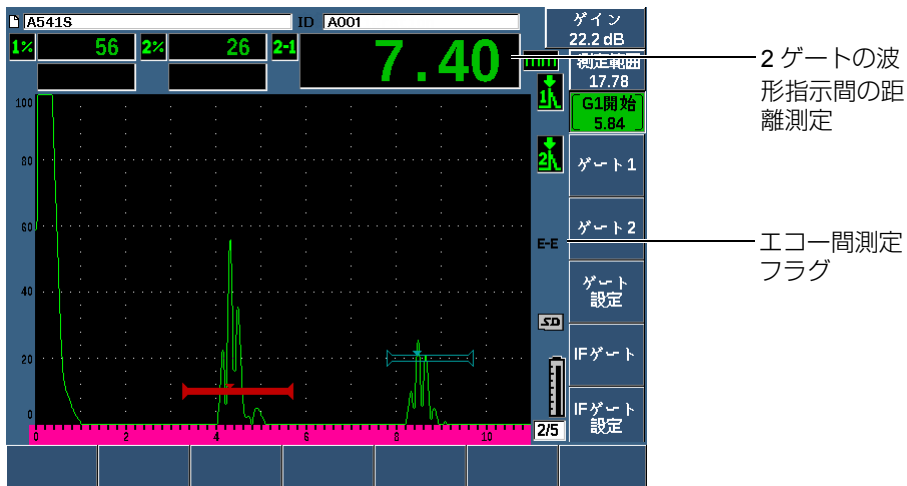 A541S
ID A001
ゲイン
22.2 dB
1% 56 2% 26 2-1 7.40 mm
測定範囲
17.78
G1開始
5.84
ゲート1
ゲート2
ゲート
設定
IFゲート
IFゲート
設定
1
2
E-E
SD
2/5
100
80
60
40
20
0
0 2 4 6 8 10
2 ゲートの波
形指示間の距
離測定
エコー間測定
フラグ